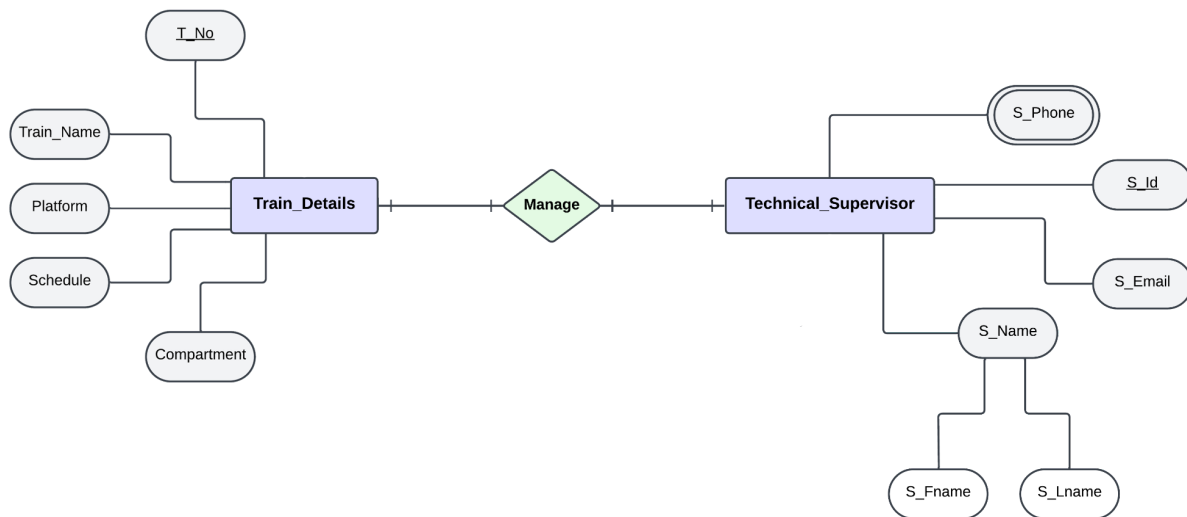 T_No
S_Phone
Train_Name
S_Id
Train_Details
Manage
Technical_Supervisor
Platform
Schedule
S_Email
S_Name
Compartment
S_Fname
S_Lname